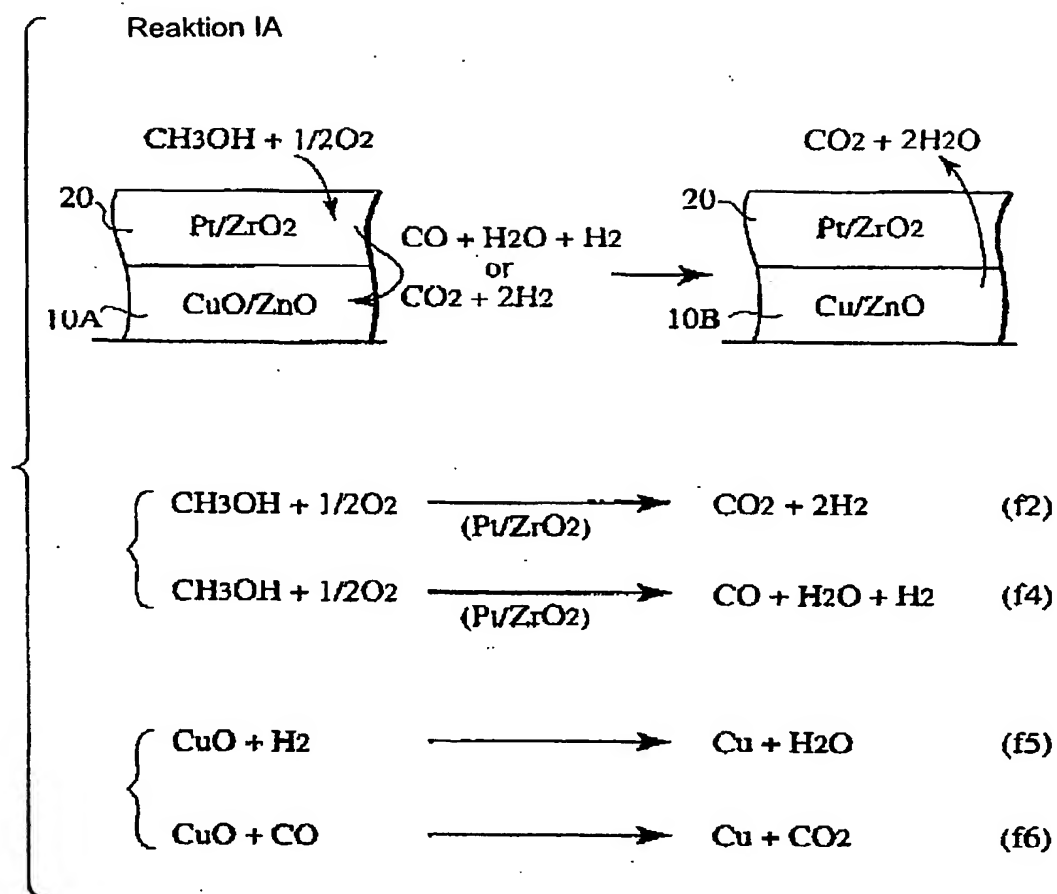 Reaktion IA
CH3OH + 1/2O2
CO2 + 2H2O
20
Pt/ZrO2
CO + H2O + H2
or
CO2 + 2H2
10A
CuO/ZnO
20
Pt/ZrO2
10B
Cu/ZnO
CH3OH + 1/2O2 (Pt/ZrO2) CO2 + 2H2 (f2)
CH3OH + 1/2O2 (Pt/ZrO2) CO + H2O + H2 (f4)
CuO + H2 Cu + H2O (f5)
CuO + CO Cu + CO2 (f6)